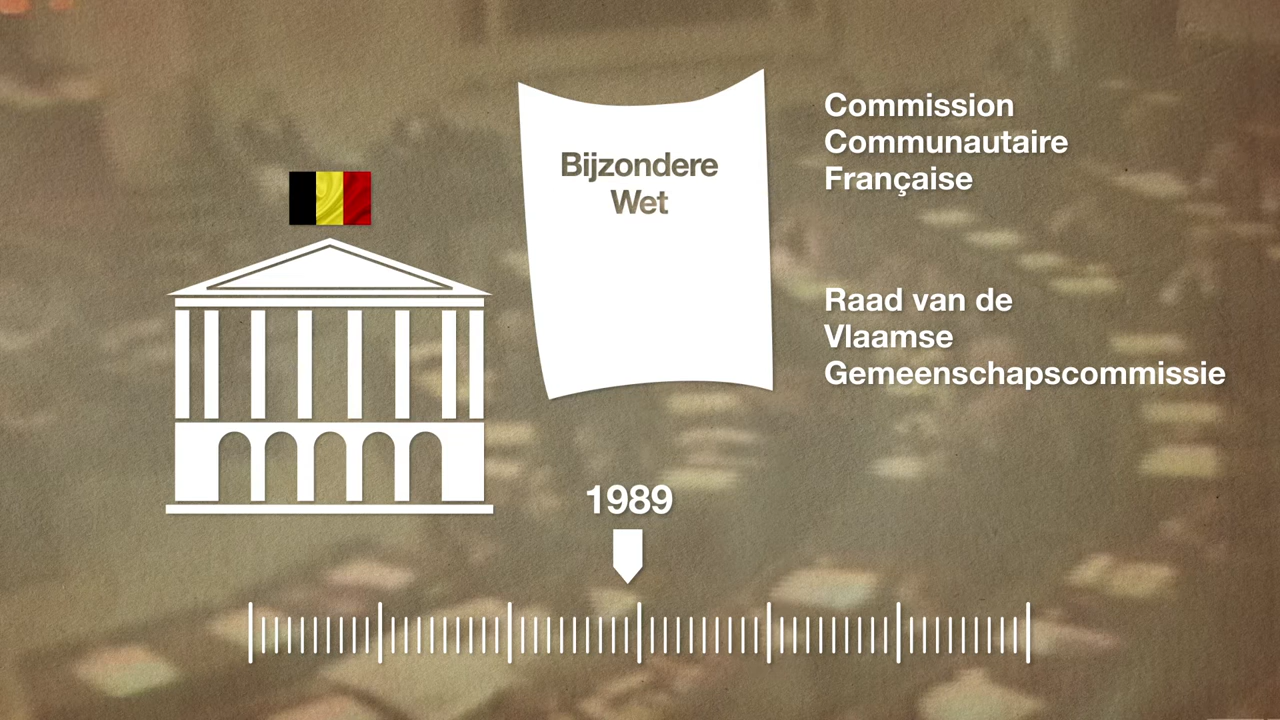 Bijzondere
Wet
Commission
Communautaire
Française
Raad van de
Vlaamse
Gemeenschapscommissie
1989